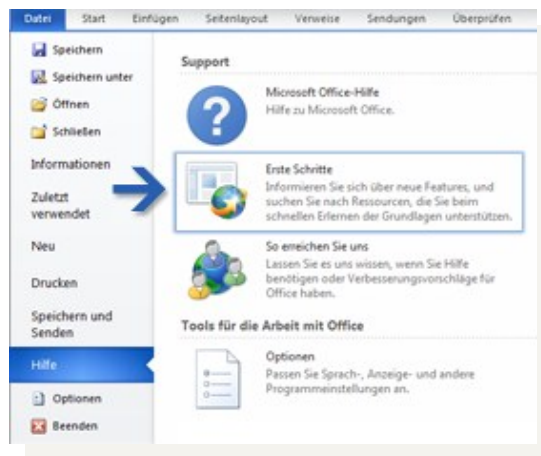 Datei Start Einfügen Seitenlayout Verweise Sendungen Überprüfen
Speichern
Speichern unter
Öffnen
Schließen
Informationen
Zuletzt
verwendet
Neu
Drucken
Speichern und
Senden
Hilfe
Optionen
Beenden
Support
Microsoft Office-Hilfe
Hilfe zu Microsoft Office.
Erste Schritte
Informieren Sie sich über neue Features, und
suchen Sie nach Ressourcen, die Sie beim
schnellen Erlernen der Grundlagen unterstützen.
So erreichen Sie uns
Lassen Sie es uns wissen, wenn Sie Hilfe
benötigen oder Verbesserungsvorschläge für
Office haben.
Tools für die Arbeit mit Office
Optionen
Passen Sie Sprach-, Anzeige- und andere
Programmeinstellungen an.